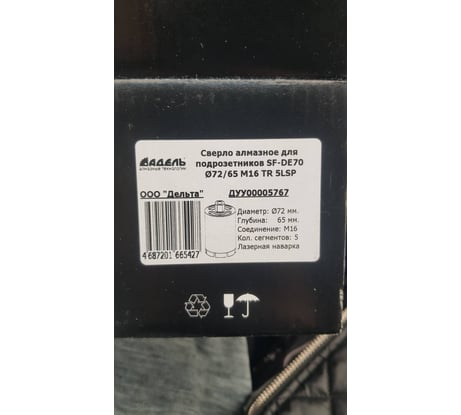 Сверло алмазное для
АДЕЛЬ
АЛМАЗНЫЕ ТЕХНОЛОГИИ
подрозетников SF-DE70
Ø72/65 M16 TR 5LSP
ООО "Дельта"
ДУУ00005767
Диаметр: Ø72 мм.
Глубина: 65 мм.
Соединение: М16
Кол. сегментов: 5
Лазерная наварка
4 687201 665427